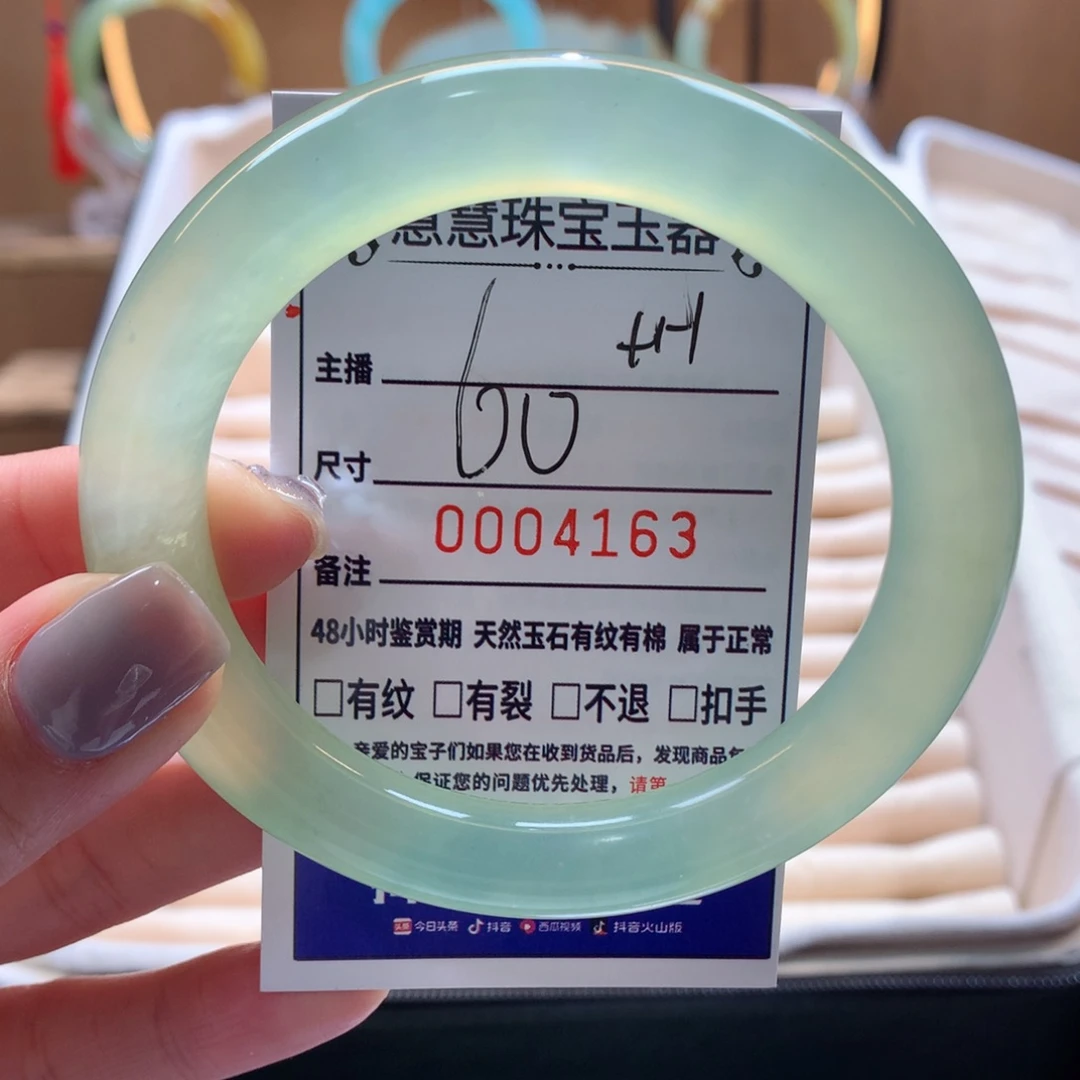 慧慧珠宝玉器
主播
尺寸 60
0004163
备注
48小时鉴赏期 天然玉石有纹有棉 属于正常
□有纹 □有裂 □不退 □扣手
亲爱的宝子们如果您在收到货品后，发现商品
保证您的问题优先处理，请第
今日头条 抖音 西瓜视频 抖音火山版